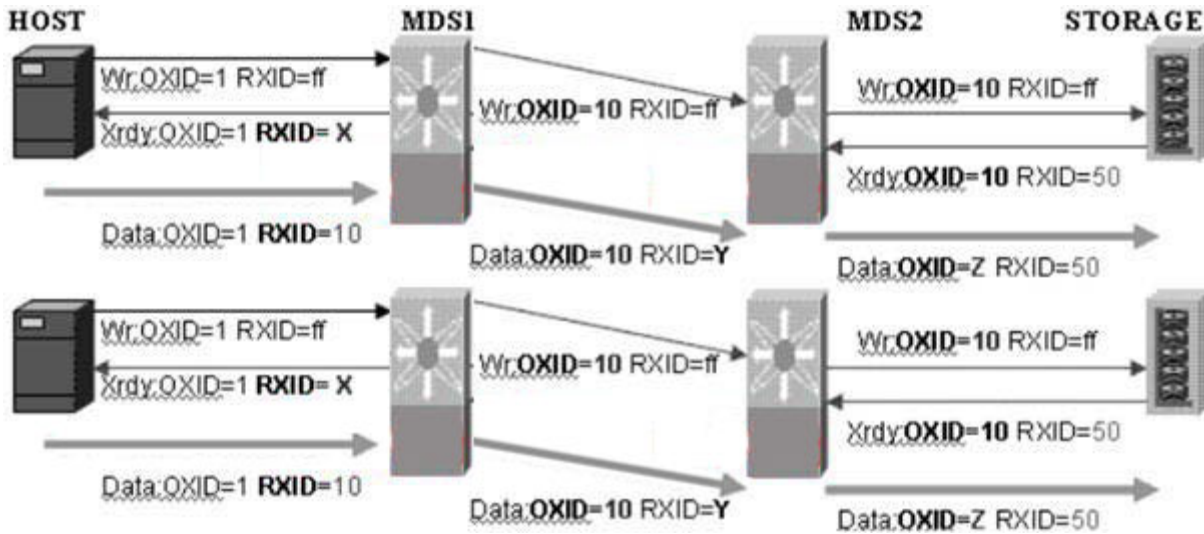 HOST MDS1 MDS2 STORAGE
Wr:OXID=1 RXID=ff
Wr:OXID=10 RXID=ff
Wr:OXID=10 RXID=ff
Xrdy:OXID=1 RXID= X
Xrdy:OXID=10 RXID=50
Data:OXID=1 RXID=10
Data:OXID=10 RXID=Y
Data:OXID=Z RXID=50
Wr:OXID=1 RXID=ff
Wr:OXID=10 RXID=ff
Wr:OXID=10 RXID=ff
Xrdy:OXID=1 RXID= X
Xrdy:OXID=10 RXID=50
Data:OXID=1 RXID=10
Data:OXID=10 RXID=Y
Data:OXID=Z RXID=50